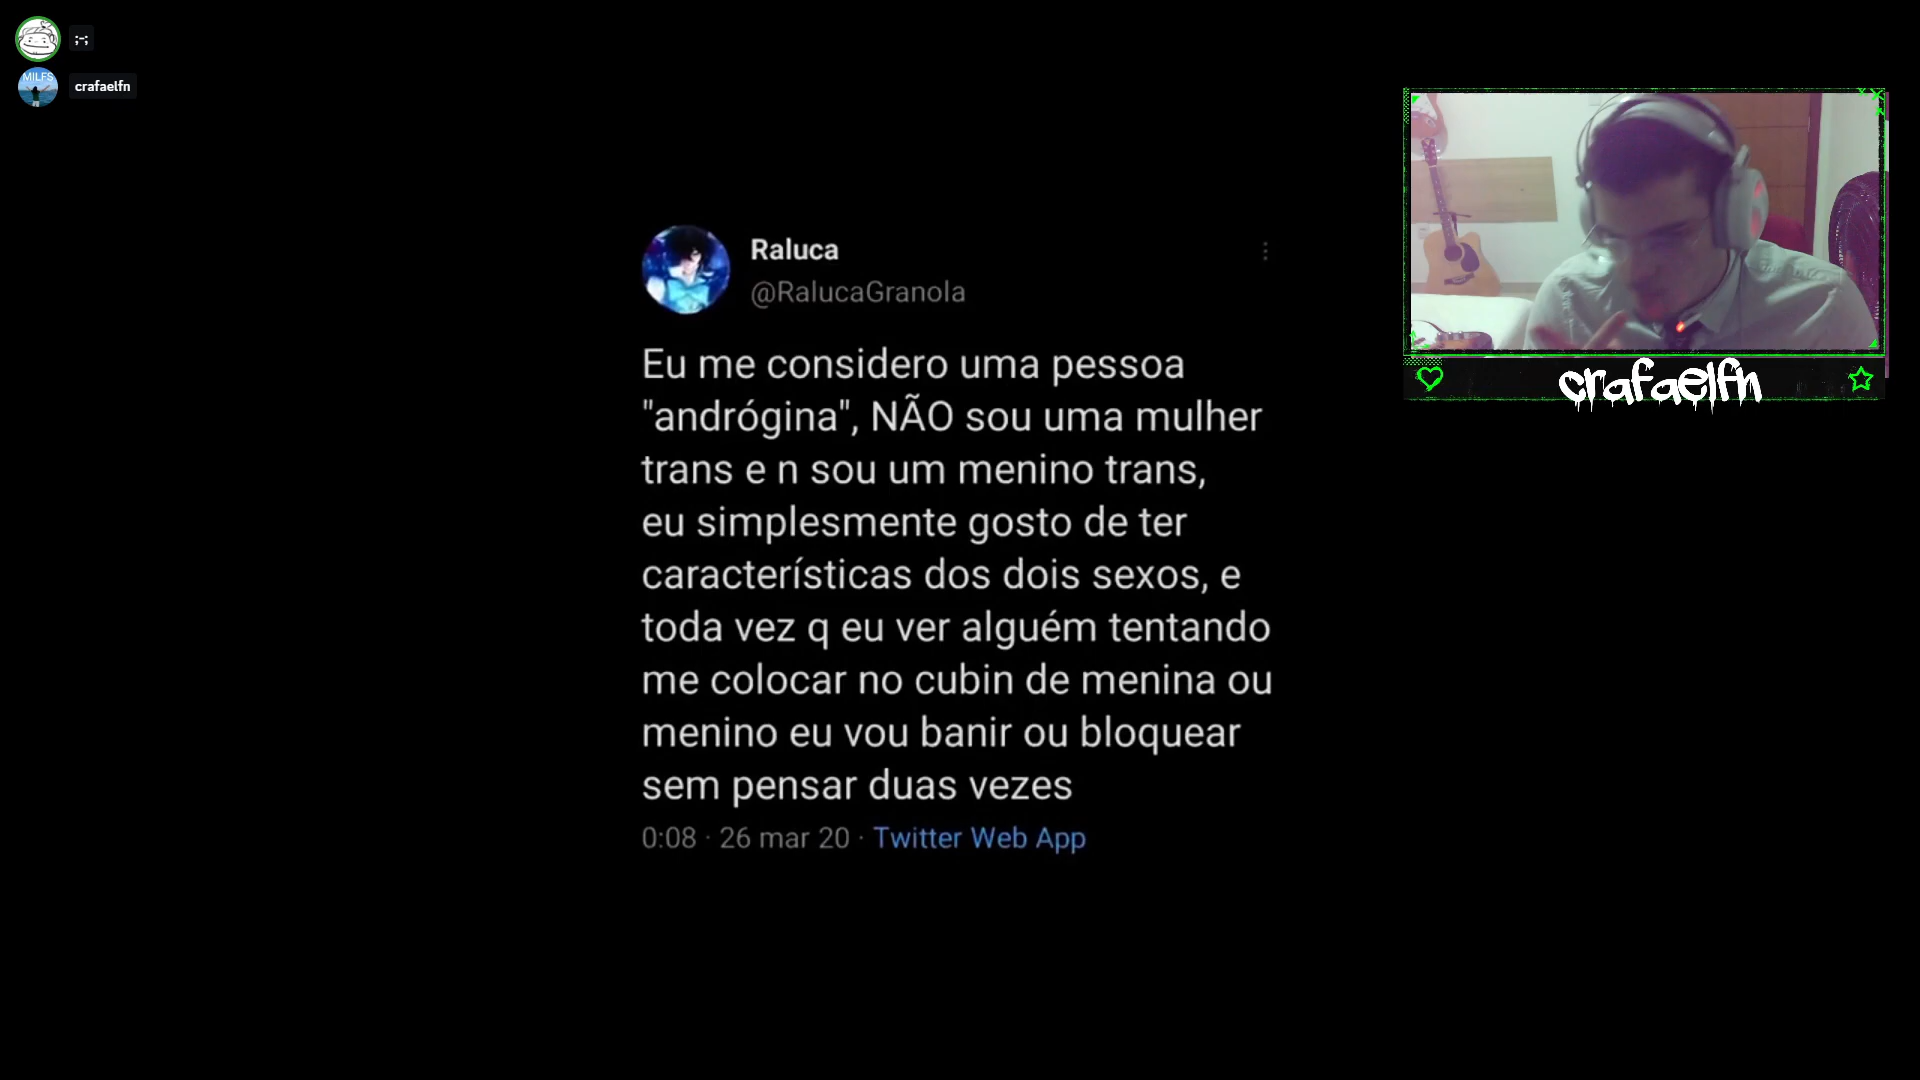 ;-;
MILFS
crafaelfn
Raluca
@RalucaGranola
Eu me considero uma pessoa
"andrógina", NÃO sou uma mulher
trans e n sou um menino trans,
eu simplesmente gosto de ter
características dos dois sexos, e
toda vez q eu ver alguém tentando
me colocar no cubin de menina ou
menino eu vou banir ou bloquear
sem pensar duas vezes
0:08 · 26 mar 20 · Twitter Web App
crafaelfn